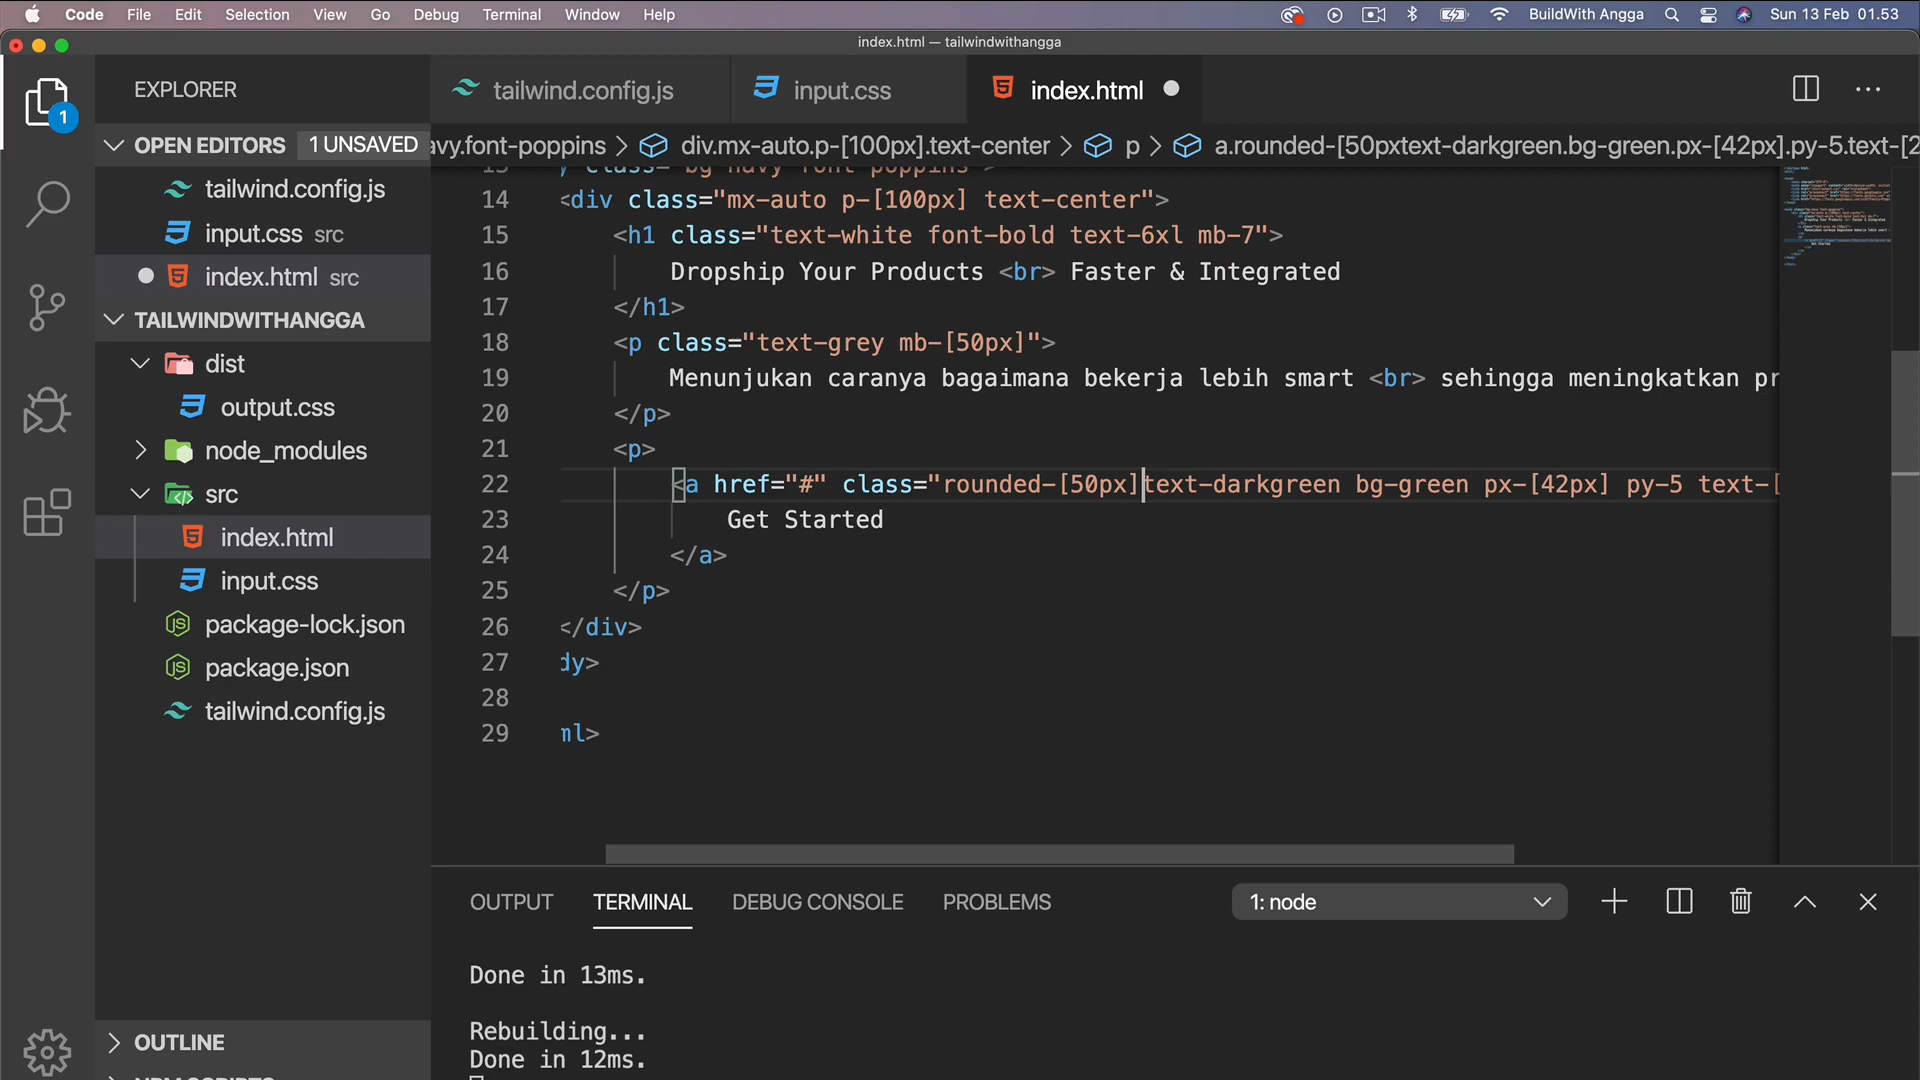 Code File Edit Selection View Go Debug Terminal Window Help BuildWith Angga Sun 13 Feb 01.53
index.html — tailwindwithangga
EXPLORER
tailwind.config.js input.css index.html
OPEN EDITORS 1 UNSAVED
vy.font-poppins > div.mx-auto.p-[100px].text-center > p > a.rounded-[50pxtext-darkgreen.bg-green.px-[42px].py-5.text-[2
tailwind.config.js
input.css src
index.html src
TAILWINDWITHANGGA
dist
output.css
node_modules
src
index.html
input.css
package-lock.json
package.json
tailwind.config.js
OUTLINE
13 y class="bg-navy font-poppins">
14 <div class="mx-auto p-[100px] text-center">
15 <h1 class="text-white font-bold text-6xl mb-7">
16 Dropship Your Products <br> Faster & Integrated
17 </h1>
18 <p class="text-grey mb-[50px]">
19 Menunjukan caranya bagaimana bekerja lebih smart <br> sehingga meningkatkan pr
20 </p>
21 <p>
22 <a href="#" class="rounded-[50px]text-darkgreen bg-green px-[42px] py-5 text-[
23 Get Started
24 </a>
25 </p>
26 </div>
27 dy>
28
29 ml>
OUTPUT TERMINAL DEBUG CONSOLE PROBLEMS 1: node
Done in 13ms.
Rebuilding...
Done in 12ms.
1